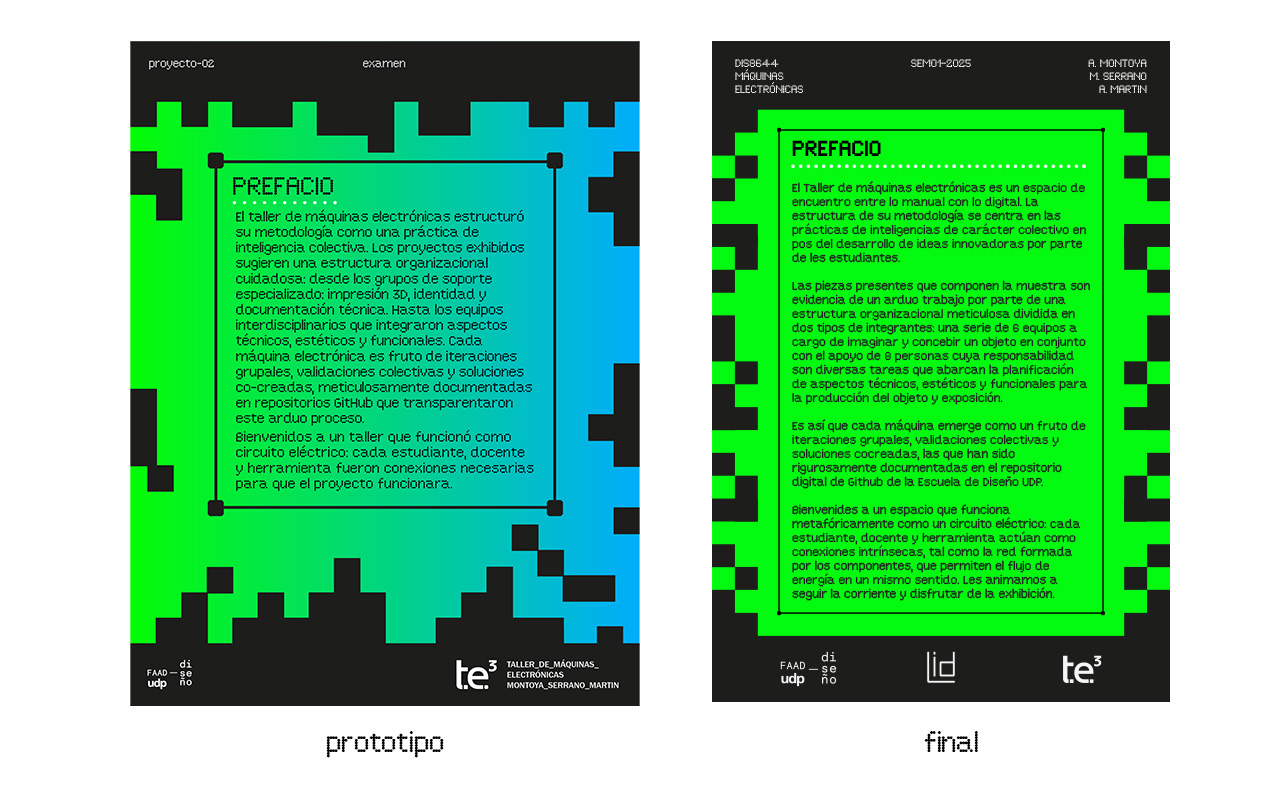 proyecto-02
examen
PREFACIO
El taller de máquinas electrónicas estructuró
su metodología como una práctica de
inteligencia colectiva. Los proyectos exhibidos
sugieren una estructura organizacional
cuidadosa: desde los grupos de soporte
especializado: impresión 3D, identidad y
documentación técnica. Hasta los equipos
interdisciplinarios que integraron aspectos
técnicos, estéticos y funcionales. Cada
máquina electrónica es fruto de iteraciones
grupales, validaciones colectivas y soluciones
co-creadas, meticulosamente documentadas
en repositorios GitHub que transparentaron
este arduo proceso.
Bienvenidos a un taller que funcionó como
circuito eléctrico: cada estudiante, docente
y herramienta fueron conexiones necesarias
para que el proyecto funcionara.
FAAD
udp
di
se
ño
t.e.³
TALLER_DE_MÁQUINAS_
ELECTRÓNICAS
MONTOYA_SERRANO_MARTIN
prototipo
DIS8644
MÁQUINAS
ELECTRÓNICAS
SEM01-2025
A. MONTOYA
M. SERRANO
A. MARTIN
PREFACIO
El Taller de máquinas electrónicas es un espacio de
encuentro entre lo manual con lo digital. La
estructura de su metodología se centra en las
prácticas de inteligencias de carácter colectivo en
pos del desarrollo de ideas innovadoras por parte
de les estudiantes.
Las piezas presentes que componen la muestra son
evidencia de un arduo trabajo por parte de una
estructura organizacional meticulosa dividida en
dos tipos de integrantes: una serie de 6 equipos a
cargo de imaginar y concebir un objeto en conjunto
con el apoyo de 8 personas cuya responsabilidad
son diversas tareas que abarcan la planificación
de aspectos técnicos, estéticos y funcionales para
la producción del objeto y exposición.
Es así que cada máquina emerge como un fruto de
iteraciones grupales, validaciones colectivas y
soluciones cocreadas, las que han sido
rigurosamente documentadas en el repositorio
digital de Github de la Escuela de Diseño UDP.
Bienvenides a un espacio que funciona
metafóricamente como un circuito eléctrico: cada
estudiante, docente y herramienta actúan como
conexiones intrínsecas, tal como la red formada
por los componentes, que permiten el flujo de
energía en un mismo sentido. Les animamos a
seguir la corriente y disfrutar de la exhibición.
FAAD
udp
di
se
ño
lid
t.e.³
final